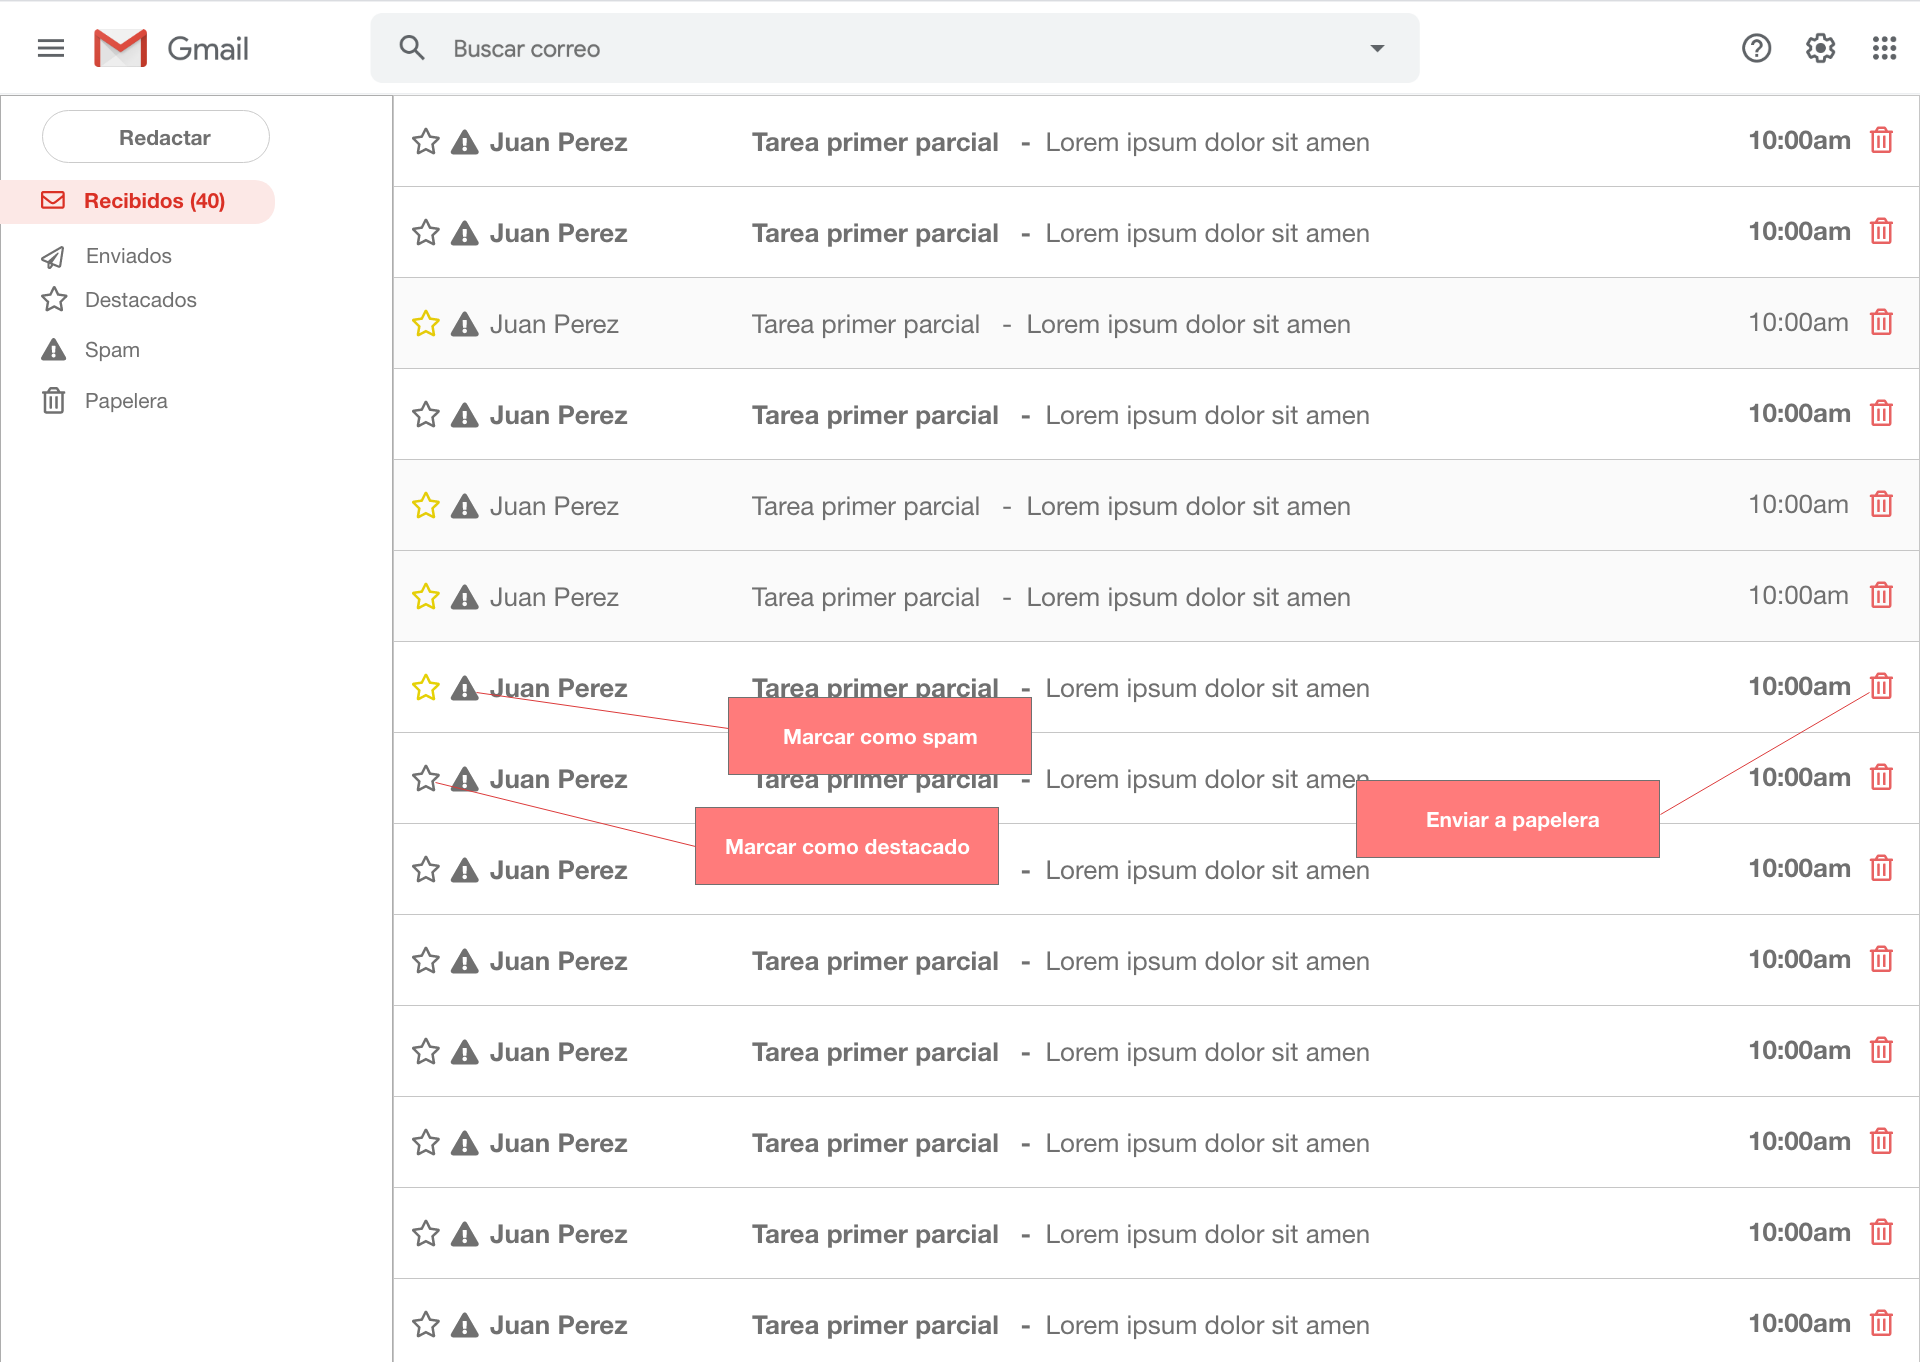 Gmail
Buscar correo
Redactar
Recibidos (40)
Enviados
Destacados
Spam
Papelera
Juan Perez Tarea primer parcial - Lorem ipsum dolor sit amen 10:00am
Juan Perez Tarea primer parcial - Lorem ipsum dolor sit amen 10:00am
Juan Perez Tarea primer parcial - Lorem ipsum dolor sit amen 10:00am
Juan Perez Tarea primer parcial - Lorem ipsum dolor sit amen 10:00am
Juan Perez Tarea primer parcial - Lorem ipsum dolor sit amen 10:00am
Juan Perez Tarea primer parcial - Lorem ipsum dolor sit amen 10:00am
Juan Perez Tarea primer parcial - Lorem ipsum dolor sit amen 10:00am
Marcar como spam
Juan Perez Tarea primer parcial - Lorem ipsum dolor sit amen 10:00am
Enviar a papelera
Marcar como destacado
Juan Perez - Lorem ipsum dolor sit amen 10:00am
Juan Perez Tarea primer parcial - Lorem ipsum dolor sit amen 10:00am
Juan Perez Tarea primer parcial - Lorem ipsum dolor sit amen 10:00am
Juan Perez Tarea primer parcial - Lorem ipsum dolor sit amen 10:00am
Juan Perez Tarea primer parcial - Lorem ipsum dolor sit amen 10:00am
Juan Perez Tarea primer parcial - Lorem ipsum dolor sit amen 10:00am